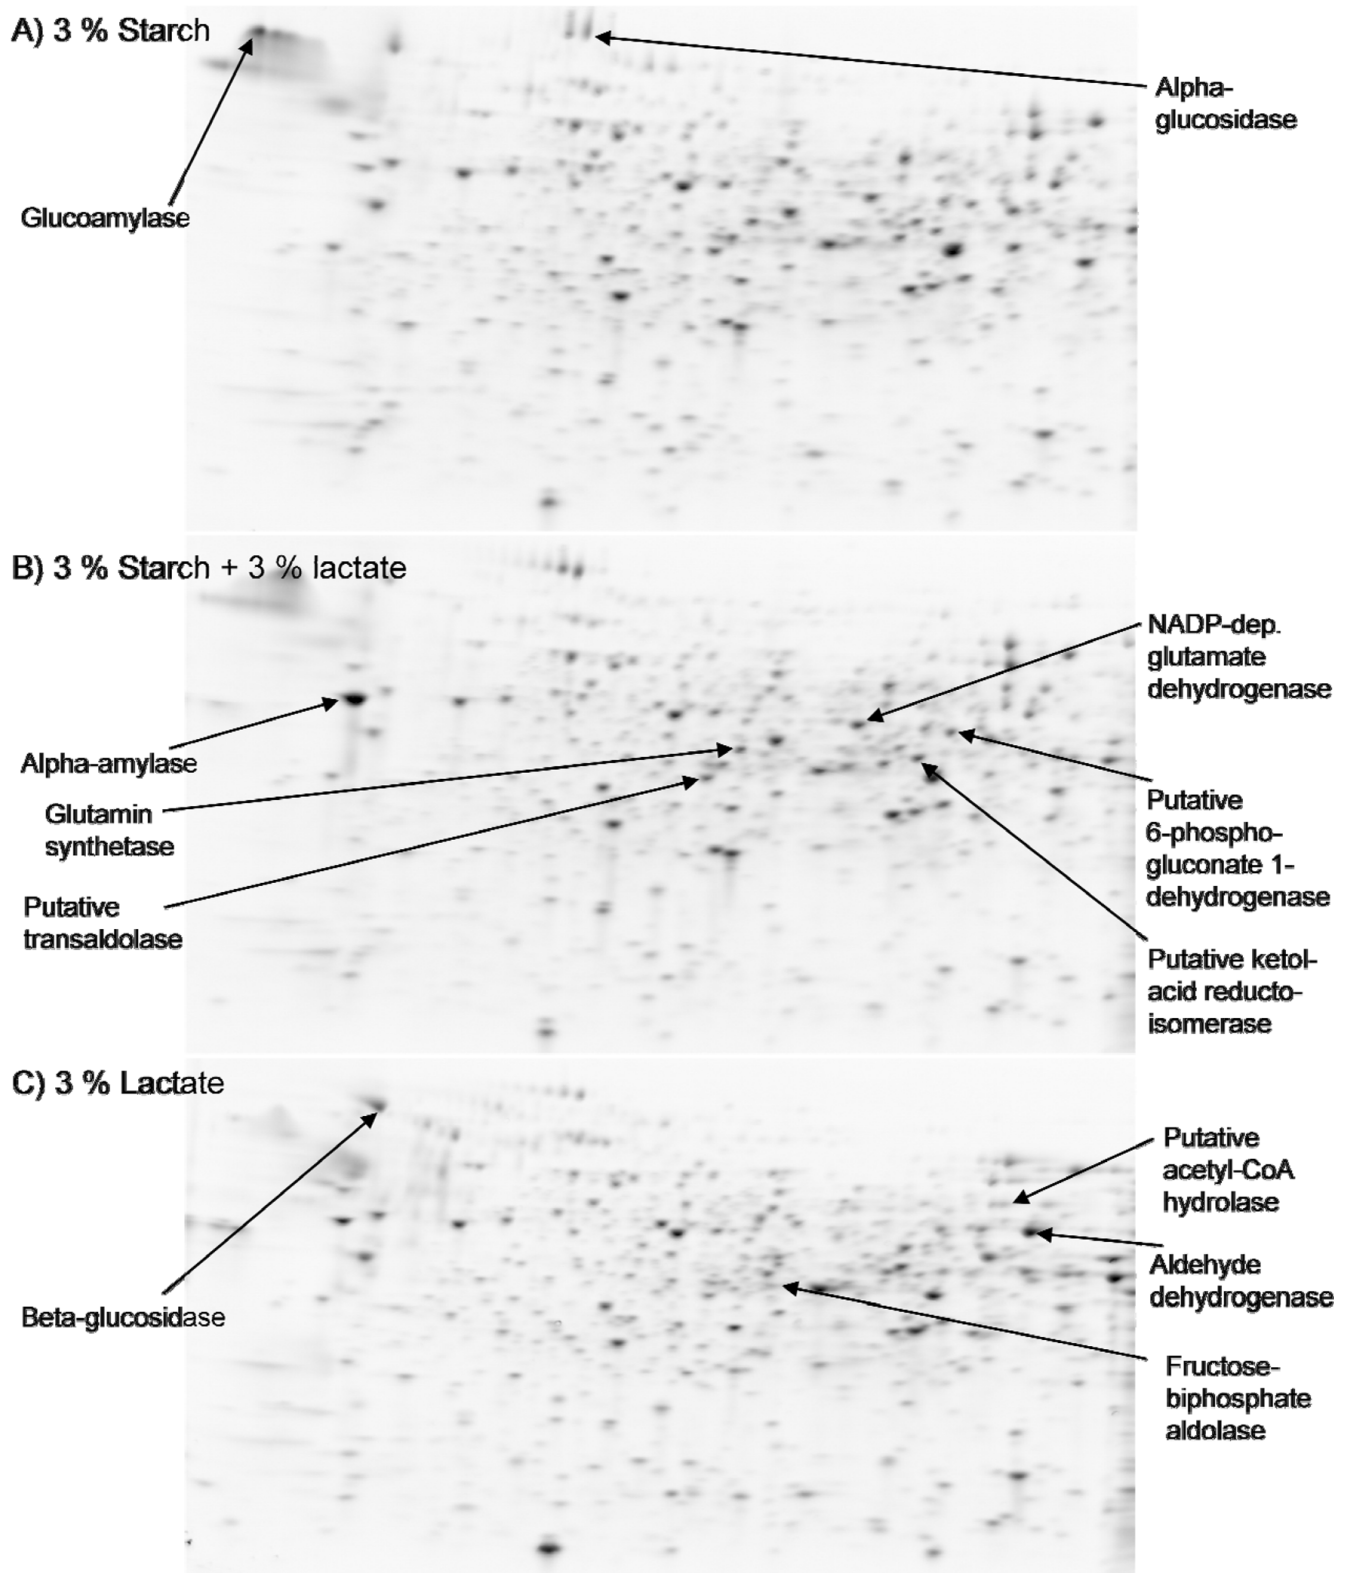 A) 3 % Starch
Alpha-
glucosidase
Glucoamylase
B) 3 % Starch + 3 % lactate
NADP-dep.
glutamate
dehydrogenase
Alpha-amylase
Glutamin
synthetase
Putative
6-phospho-
gluconate 1-
dehydrogenase
Putative
transaldolase
Putative ketol-
acid reducto-
isomerase
C) 3 % Lactate
Putative
acetyl-CoA
hydrolase
Aldehyde
dehydrogenase
Beta-glucosidase
Fructose-
biphosphate
aldolase